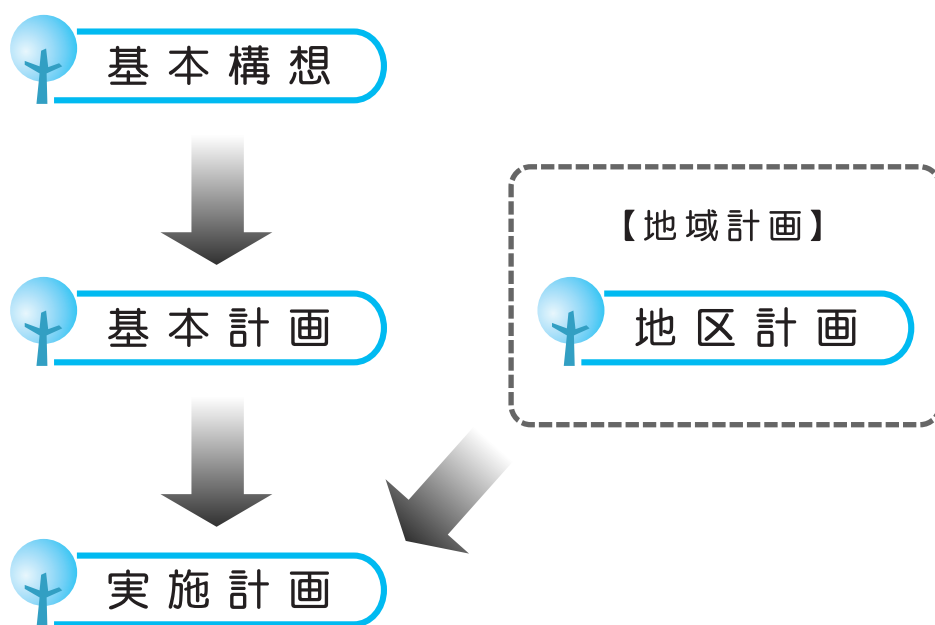 基本構想
基本計画
【地域計画】
地区計画
実施計画